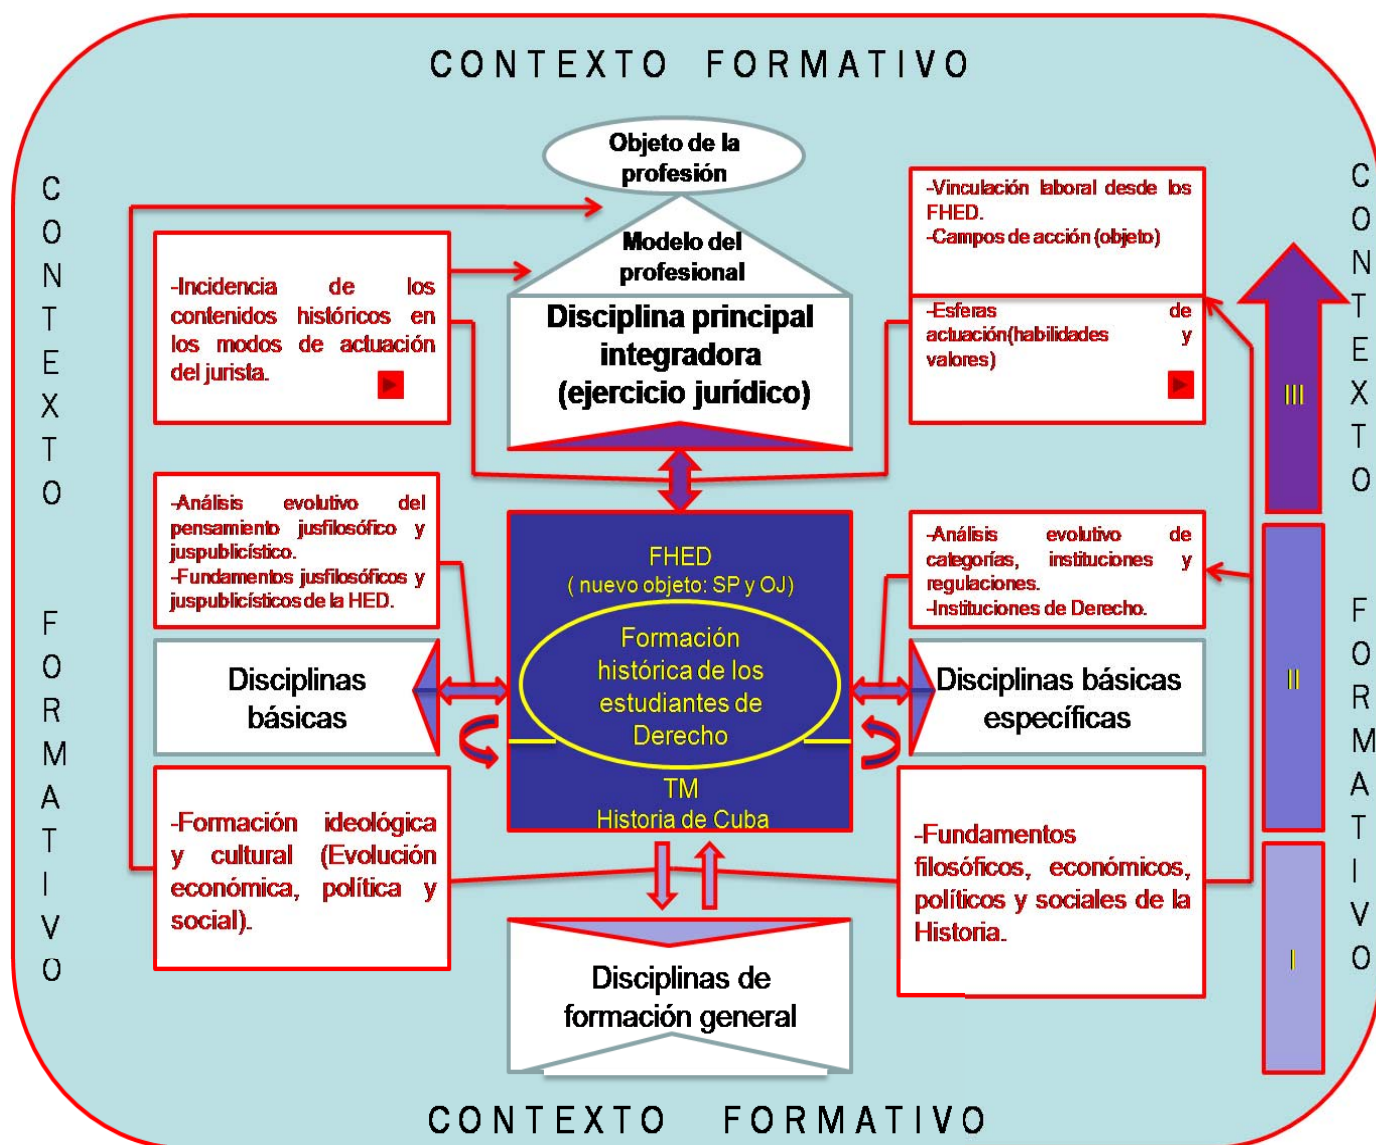 CONTEXTO FORMATIVO
CONTEXTO FORMATIVO
Objeto de la
profesión
Modelo del
profesional
Disciplina principal
integradora
(ejercicio jurídico)
-Incidencia de los
contenidos históricos en
los modos de actuación
del jurista.
-Vinculación laboral desde los
FHED.
-Campos de acción (objeto)
-Esferas de
actuación(habilidades y
valores)
-Análisis evolutivo del
pensamiento jusfilosófico y
juspublicístico.
-Fundamentos jusfilosóficos y
juspublicísticos de la HED.
FHED
( nuevo objeto: SP y OJ)
Formación
histórica de los
estudiantes de
Derecho
TM
Historia de Cuba
-Análisis evolutivo de
categorías, instituciones y
regulaciones.
-Instituciones de Derecho.
Disciplinas
básicas
Disciplinas básicas
específicas
-Formación ideológica
y cultural (Evolución
económica, política y
social).
-Fundamentos
filosóficos, económicos,
políticos y sociales de la
Historia.
Disciplinas de
formación general
III
II
I
CONTEXTO FORMATIVO
CONTEXTO FORMATIVO